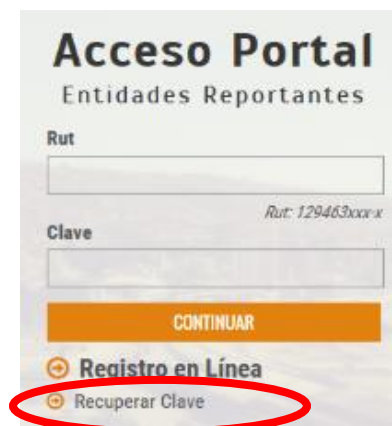 Acceso Portal
Entidades Reportantes
Rut
Rut: 129463xxx-x
Clave
CONTINUAR
Registro en Línea
Recuperar Clave